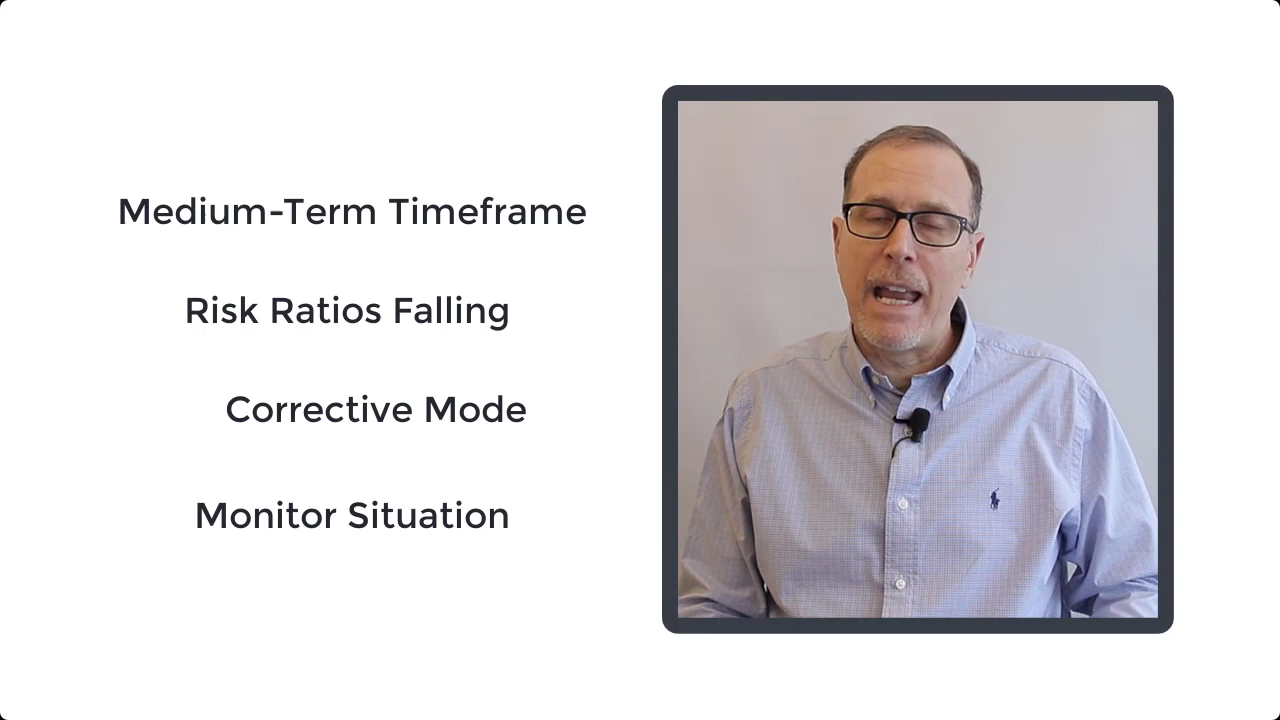 Medium-Term Timeframe
Risk Ratios Falling
Corrective Mode
Monitor Situation